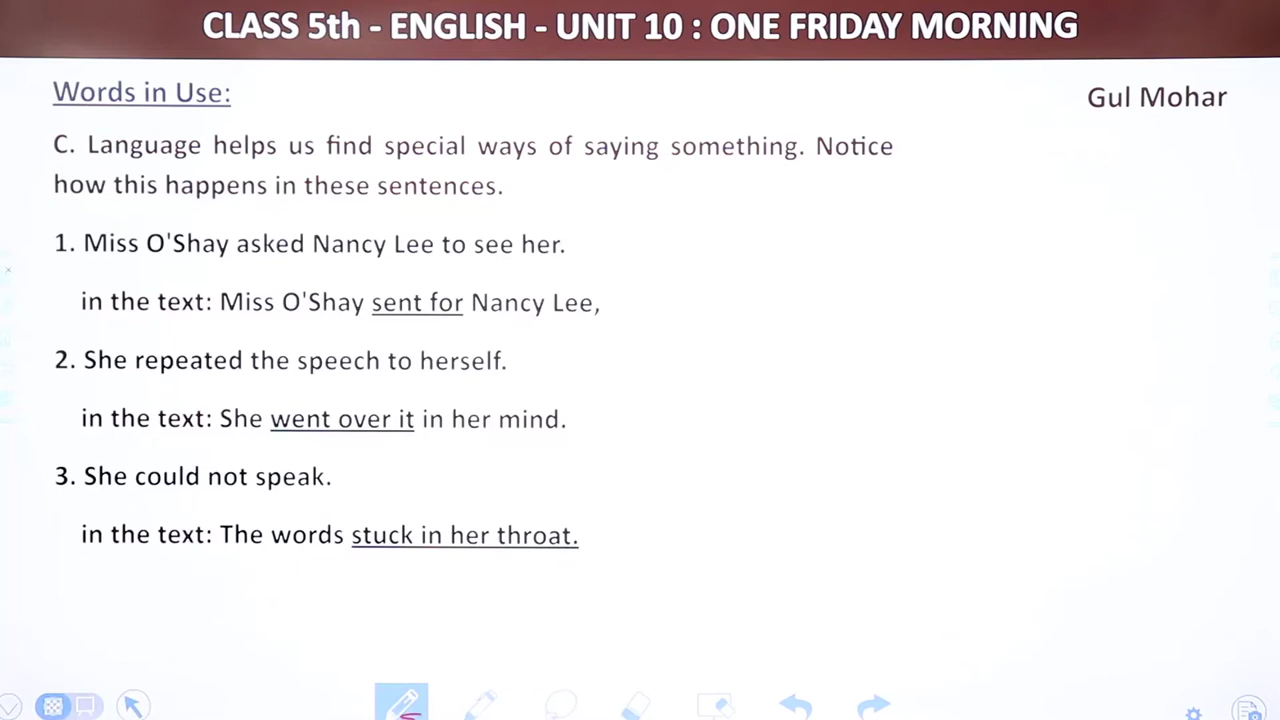 CLASS 5th - ENGLISH - UNIT 10 : ONE FRIDAY MORNING
Words in Use:
Gul Mohar
C. Language helps us find special ways of saying something. Notice
how this happens in these sentences.
1. Miss O'Shay asked Nancy Lee to see her.
in the text: Miss O'Shay sent for Nancy Lee,
2. She repeated the speech to herself.
in the text: She went over it in her mind.
3. She could not speak.
in the text: The words stuck in her throat.